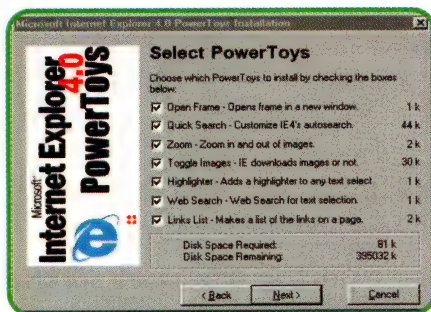 Microsoft Internet Explorer 4.0 PowerToys Installation
Microsoft®
Internet Explorer
4.0
PowerToys
Select PowerToys
Choose which PowerToys to install by checking the boxes
below:
Open Frame - Opens frame in a new window. 1 k
Quick Search - Customize IE4's autosearch. 44 k
Zoom - Zoom in and out of images. 2 k
Toggle Images - IE downloads images or not. 30 k
Highlighter - Adds a highlighter to any text select 1 k
Web Search - Web Search for text selection. 1 k
Links List - Makes a list of the links on a page. 2 k
Disk Space Required: 81 k
Disk Space Remaining: 395032 k
< Back Next > Cancel